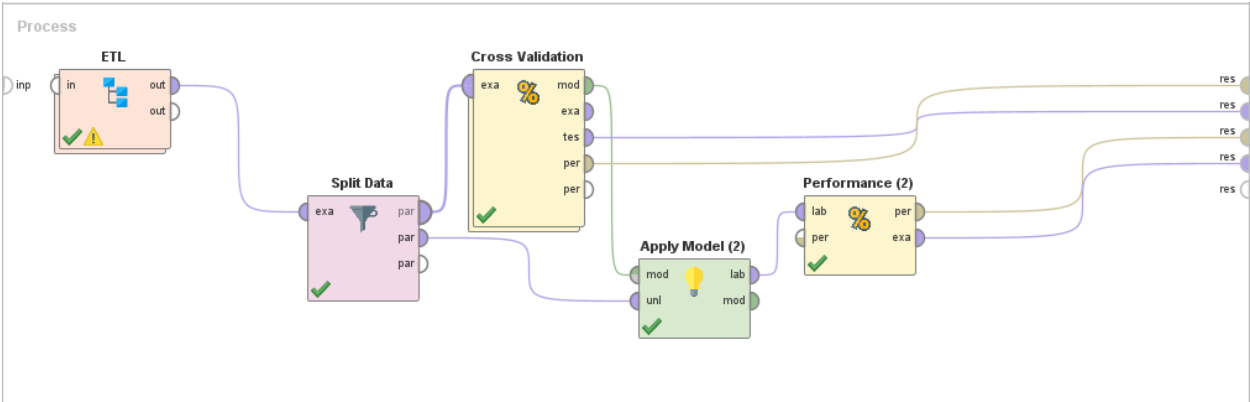 Process
ETL
inp
in
out
out
Cross Validation
exa
mod
exa
tes
per
per
Split Data
exa
par
par
par
Apply Model (2)
mod
lab
unl
mod
Performance (2)
lab
per
per
exa
res
res
res
res
res